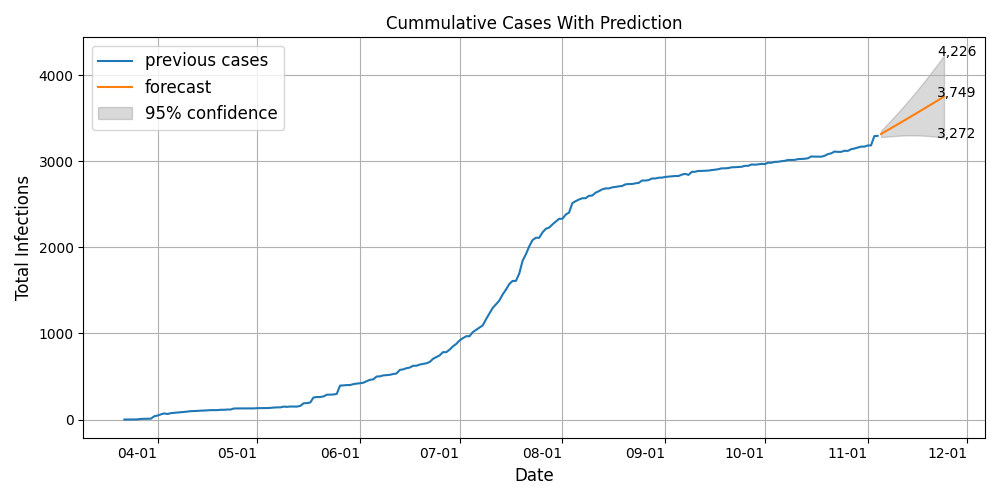 Cummulative Cases With Prediction
previous cases
forecast
95% confidence
4,226
3,749
3,272
4000
3000
2000
1000
0
Total Infections
04-01 05-01 06-01 07-01 08-01 09-01 10-01 11-01 12-01
Date